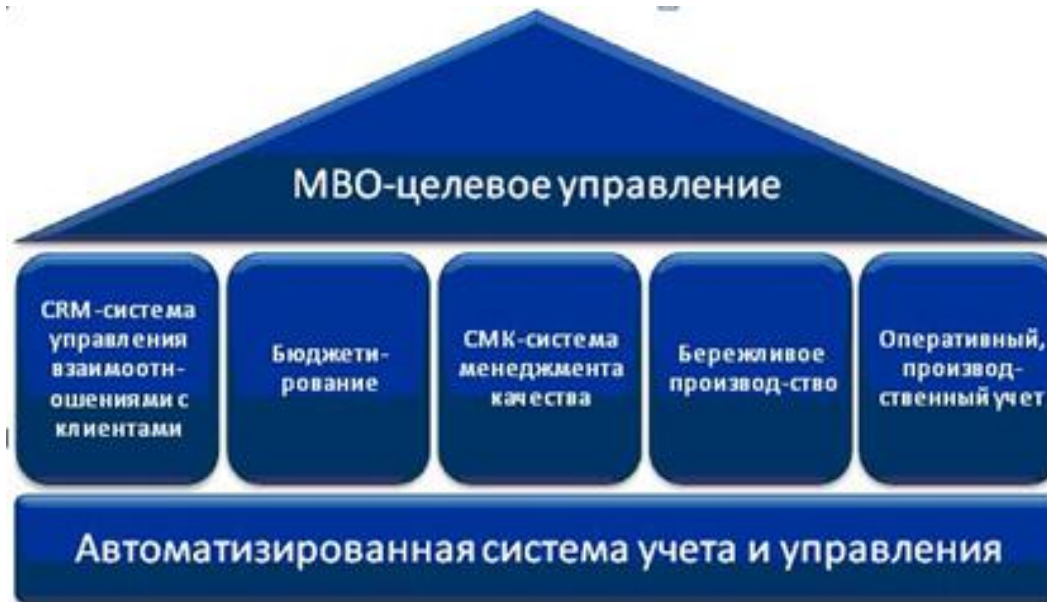 МВО-целевое управление
CRM-система
управления
взаимоотн-
ошениями с
клиентами
Бюджети-
рование
СМК-система
менеджмента
качества
Бережливое
производ-ство
Оперативный,
производ-
ственный учет
Автоматизированная система учета и управления